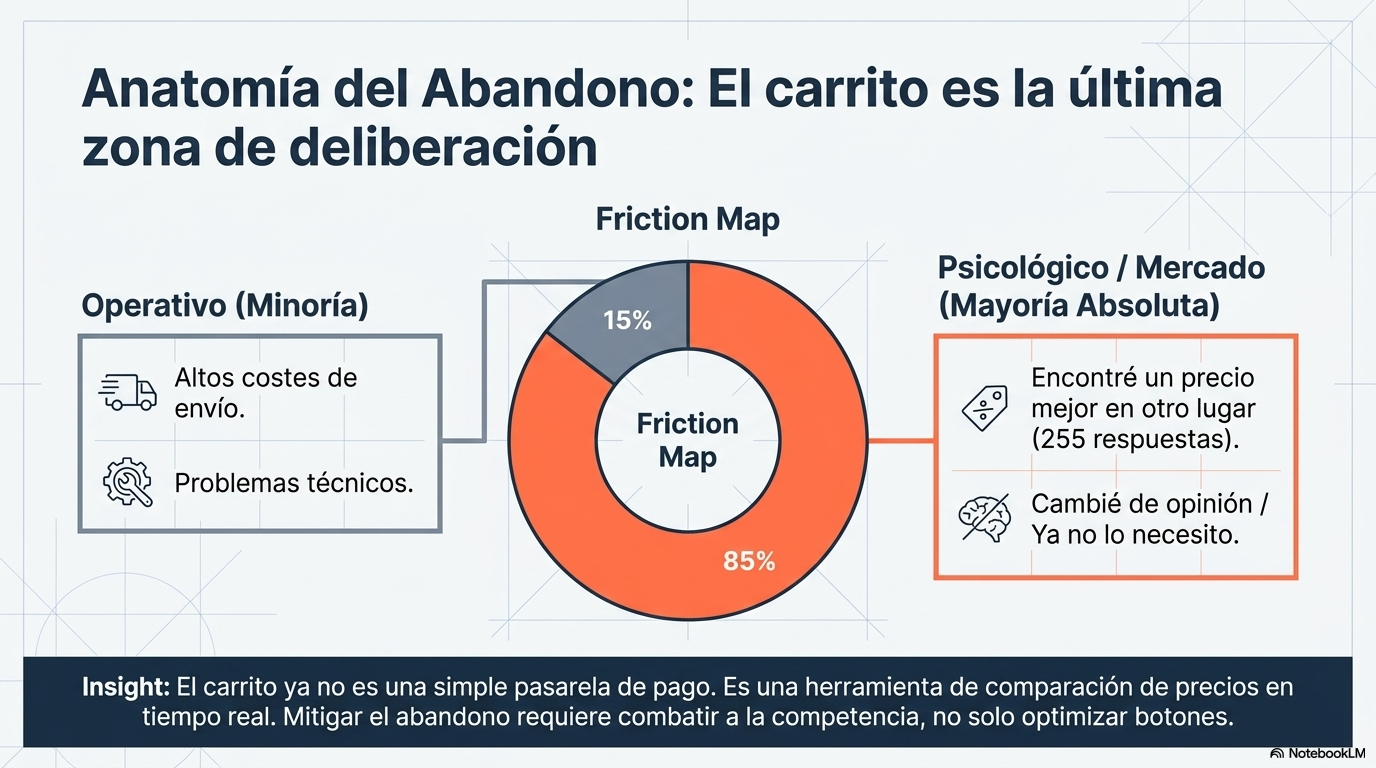 Anatomía del Abandono: El carrito es la última
zona de deliberación
Friction Map
Operativo (Minoría)
Altos costes de
envío.
Problemas técnicos.
15%
Friction
Map
85%
Psicológico / Mercado
(Mayoría Absoluta)
Encontré un precio
mejor en otro lugar
(255 respuestas).
Cambié de opinión /
Ya no lo necesito.
Insight: El carrito ya no es una simple pasarela de pago. Es una herramienta de comparación de precios en
tiempo real. Mitigar el abandono requiere combatir a la competencia, no solo optimizar botones.
NotebookLM